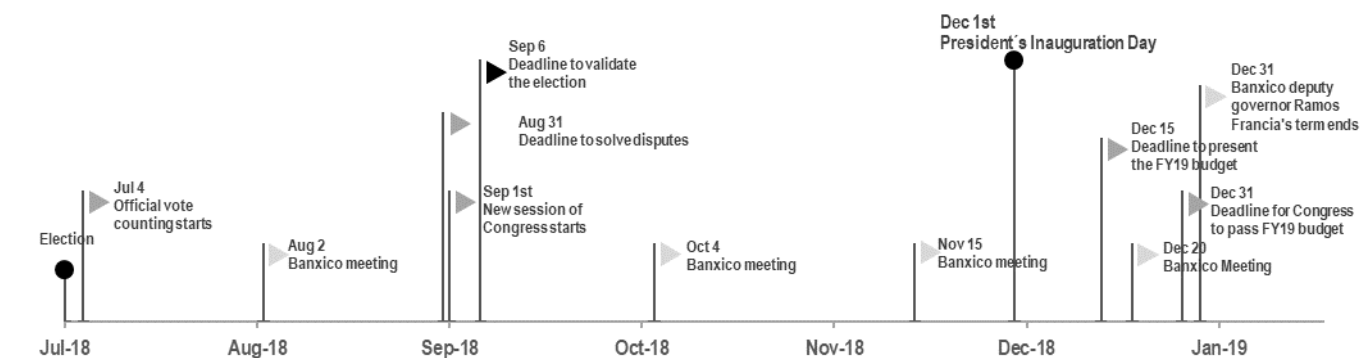 Election
Jul 4
Official vote
counting starts
Aug 2
Banxico meeting
Sep 6
Deadline to validate
the election
Aug 31
Deadline to solve disputes
Sep 1st
New session of
Congress starts
Oct 4
Banxico meeting
Nov 15
Banxico meeting
Dec 1st
President´s Inauguration Day
Dec 15
Deadline to present
the FY19 budget
Dec 20
Banxico Meeting
Dec 31
Banxico deputy
governor Ramos
Francia's term ends
Dec 31
Deadline for Congress
to pass FY19 budget
Jul-18
Aug-18
Sep-18
Oct-18
Nov-18
Dec-18
Jan-19